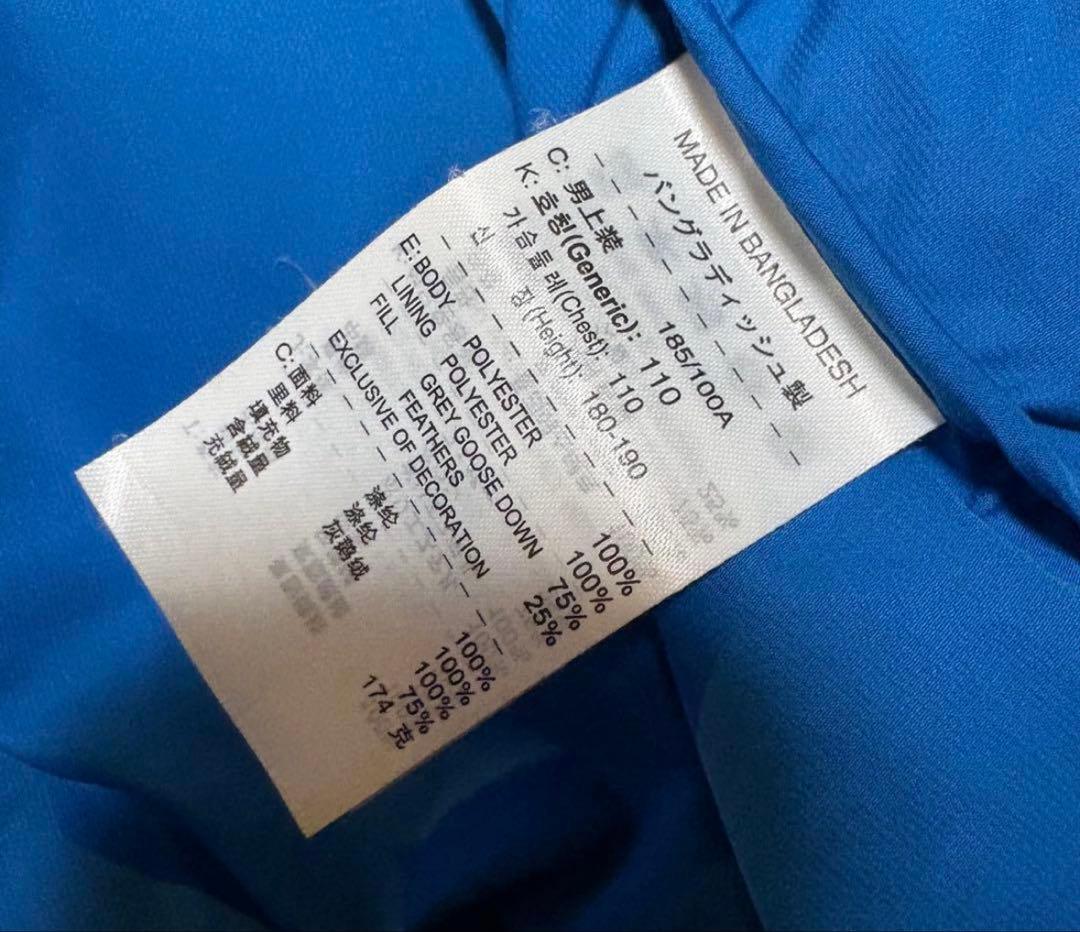 MADE IN BANGLADESH
バングラディッシュ製
C: 男上装 185/100A
K: 호칭(Generic): 110
가슴둘레(Chest): 110
신 장(Height): 180-190
E: BODY POLYESTER 100%
LINING POLYESTER 100%
FILL GREY GOOSE DOWN 75%
FEATHERS 25%
EXCLUSIVE OF DECORATION
C: 面料 涤纶 100%
里料 涤纶 100%
填充物 灰鹅绒 100%
含绒量 75%
充绒量 174 克